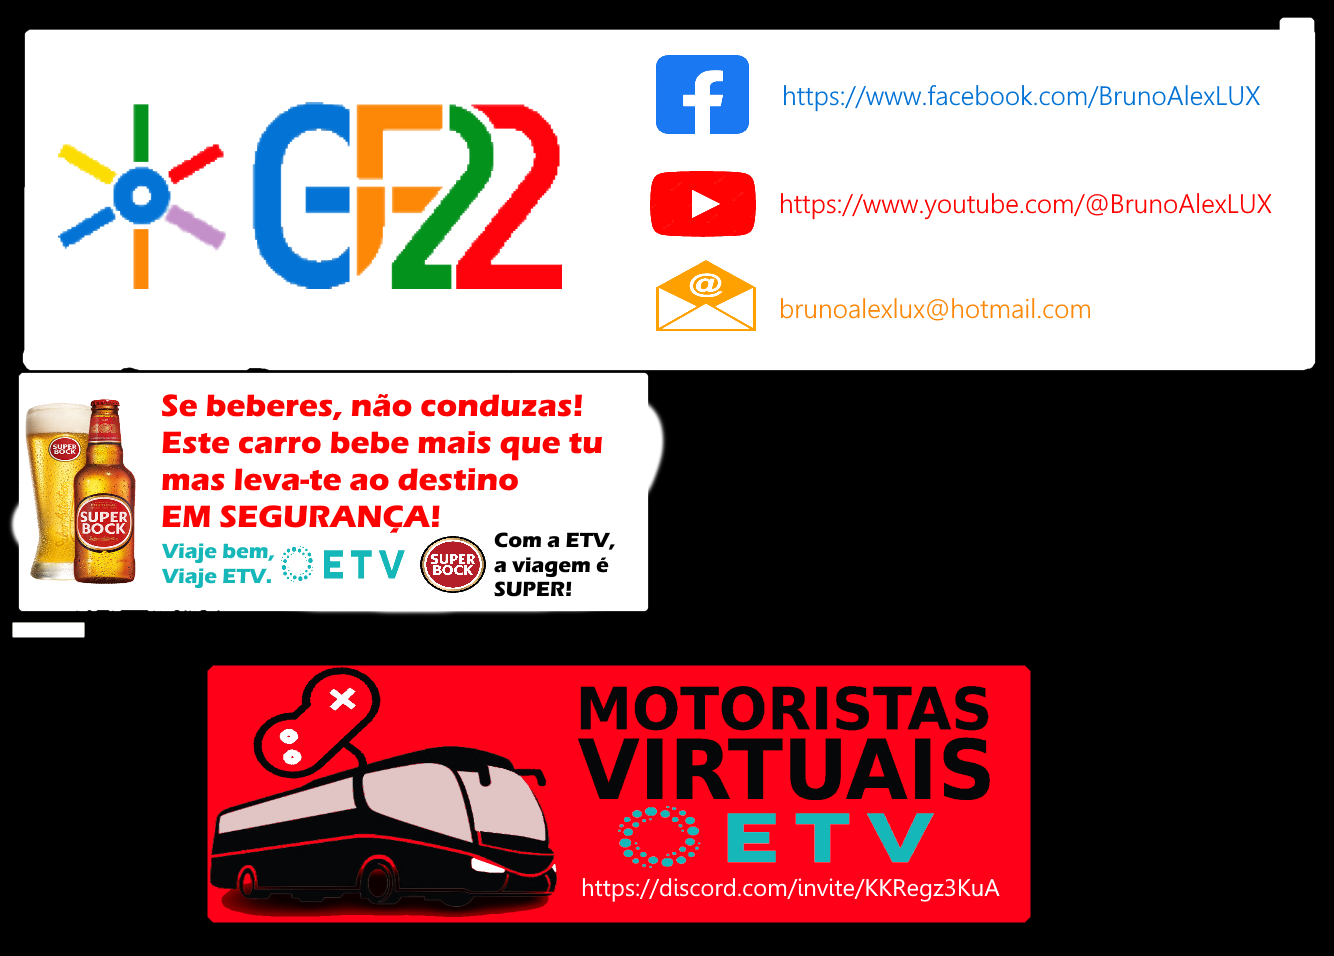 GF22
https://www.facebook.com/BrunoAlexLUX
https://www.youtube.com/@BrunoAlexLUX
@
brunoalexlux@hotmail.com
Se beberes, não conduzas!
Este carro bebe mais que tu
mas leva-te ao destino
EM SEGURANÇA!
SUPER
BOCK
SUPER
BOCK
Viaje bem,
Viaje ETV.
ETV
SUPER
BOCK
Com a ETV,
a viagem é
SUPER!
MOTORISTAS
VIRTUAIS
ETV
https://discord.com/invite/KKRegz3KuA